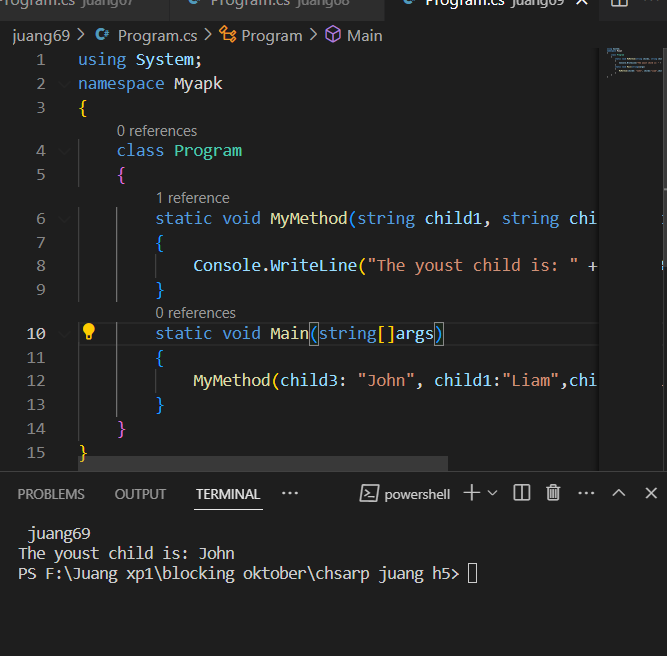 Program.cs juang67 Program.cs juang68 Program.cs juang69
juang69 > Program.cs > Program > Main
1 using System;
2 namespace Myapk
3 {
0 references
4 class Program
5 {
1 reference
6 static void MyMethod(string child1, string chi
7 {
8 Console.WriteLine("The youst child is: " +
9 }
0 references
10 static void Main(string[]args)
11 {
12 MyMethod(child3: "John", child1:"Liam",chi
13 }
14 }
15 }
PROBLEMS OUTPUT TERMINAL ... powershell
juang69
The youst child is: John
PS F:\Juang xp1\blocking oktober\chsarp juang h5>